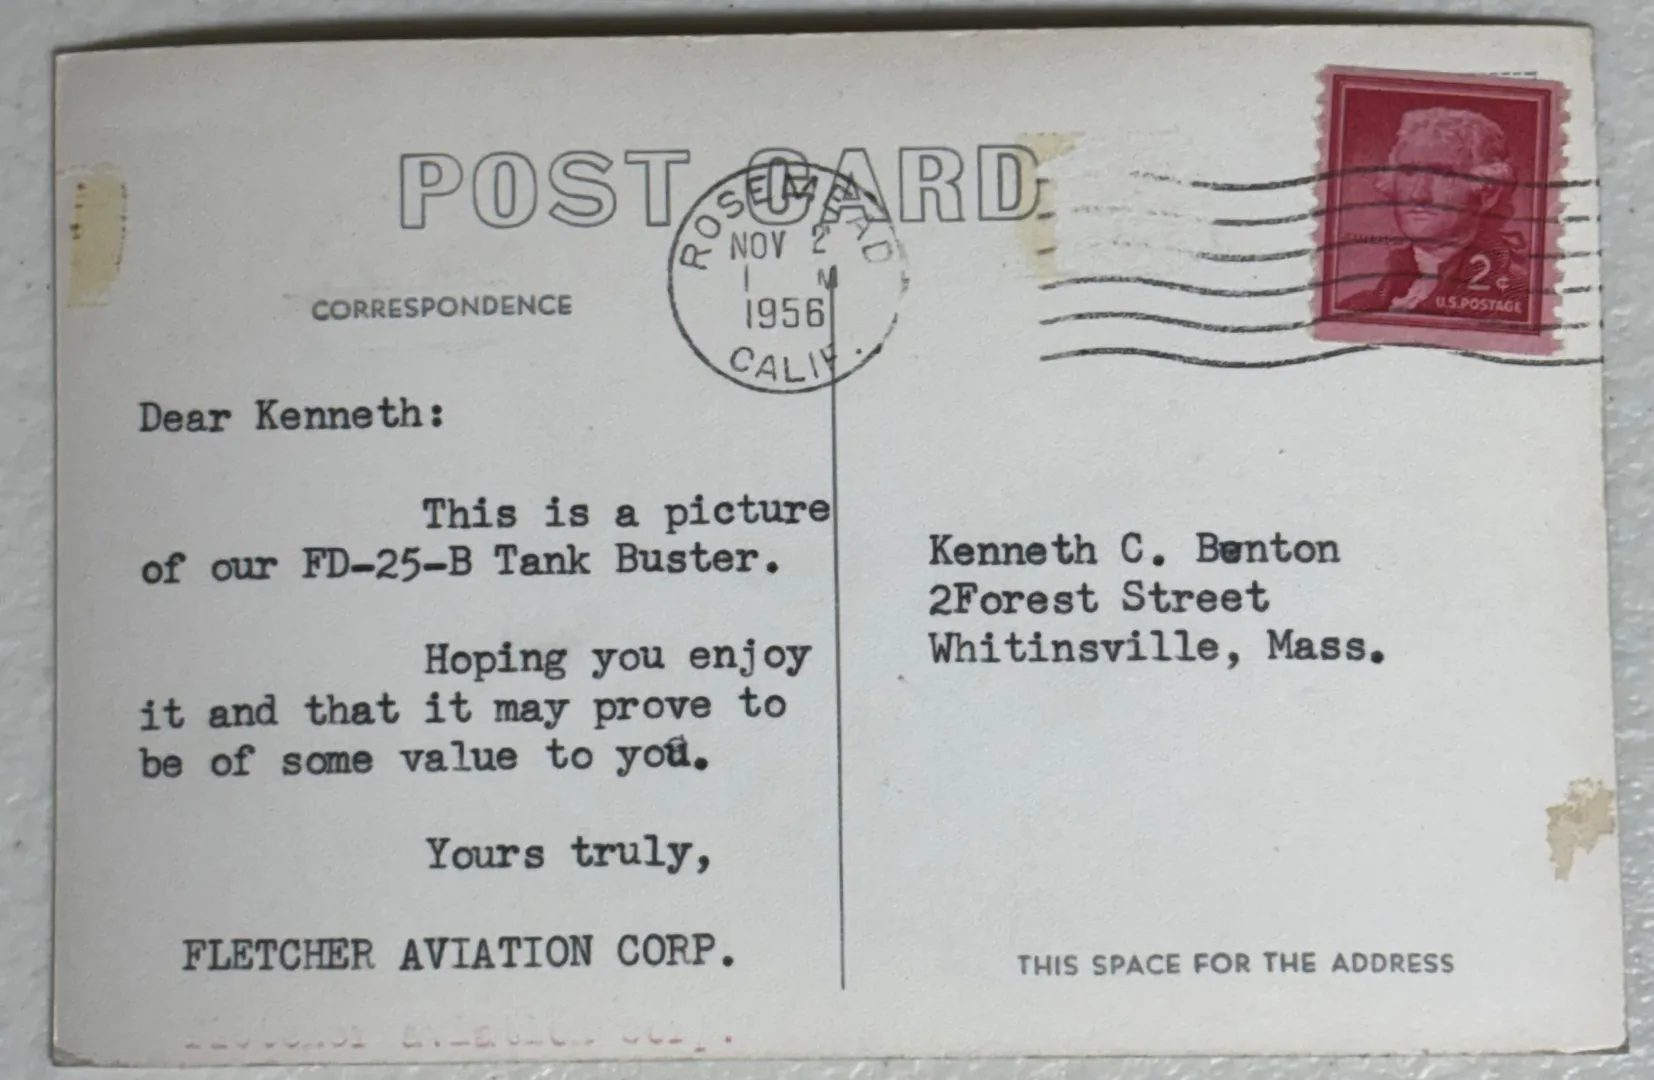 POST CARD
ROSEMEAD
NOV 2
1 M
1956
CALIF.
2¢
U.S. POSTAGE
CORRESPONDENCE
Dear Kenneth:
This is a picture
of our FD-25-B Tank Buster.
Hoping you enjoy
it and that it may prove to
be of some value to you.
Yours truly,
FLETCHER AVIATION CORP.
Kenneth C. Benton
2Forest Street
Whitinsville, Mass.
THIS SPACE FOR THE ADDRESS